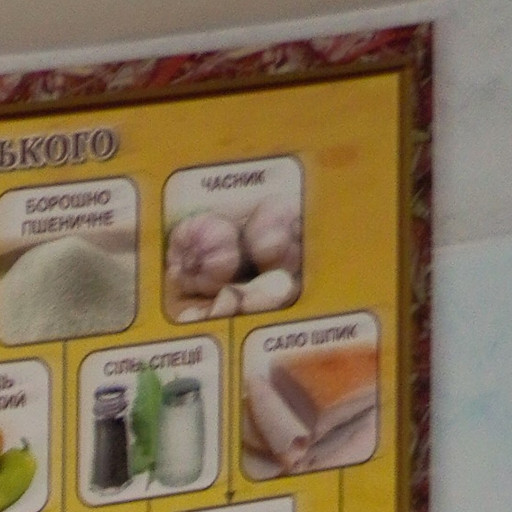 ЬКОГО
БОРОШНО
ПШЕНИЧНЕ
ЧАСНИК
СІЛЬ, СПЕЦІЇ
САЛО ШПИК